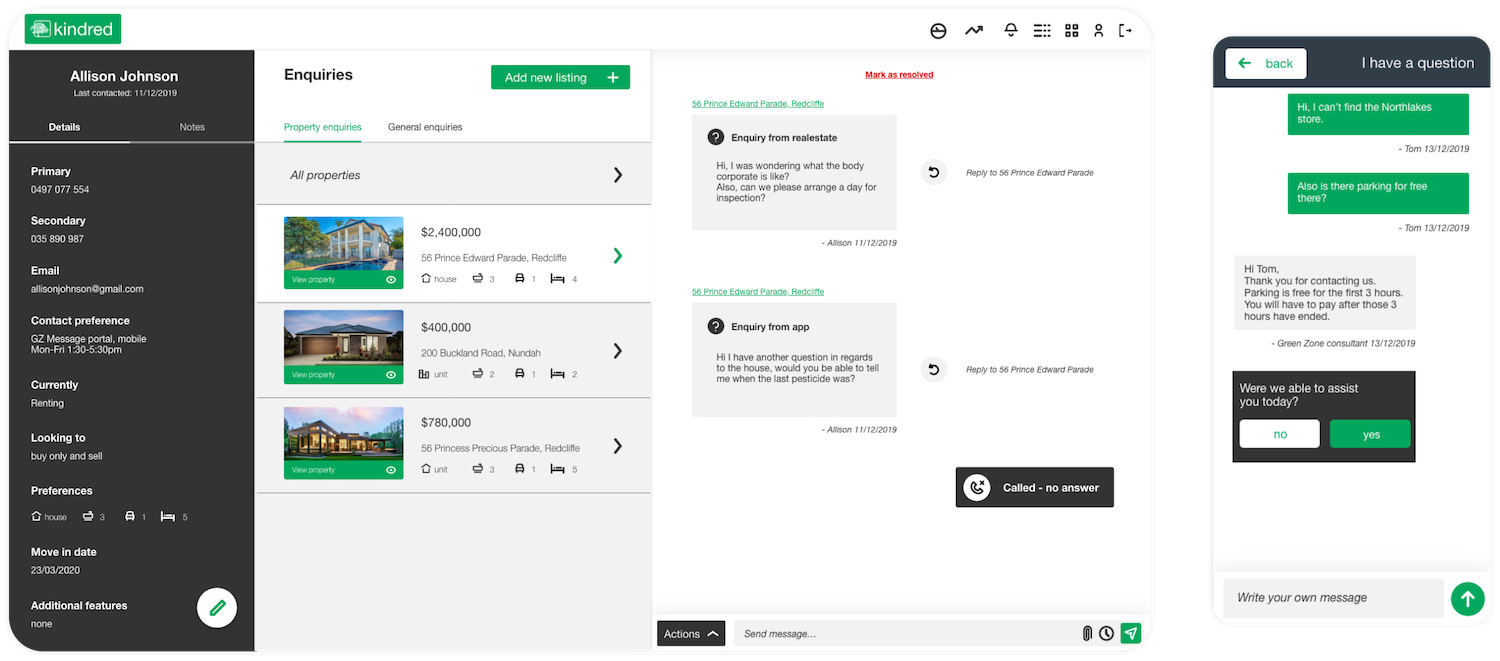 kindred
Allison Johnson
Last contacted: 11/12/2019
Details
Notes
Primary
0497 077 554
Secondary
035 890 987
Email
allisonjohnson@gmail.com
Contact preference
GZ Message portal, mobile
Mon-Fri 1:30-5:30pm
Currently
Renting
Looking to
buy only and sell
Preferences
house 3 1 5
Move in date
23/03/2020
Additional features
none
Enquiries
Add new listing +
Property enquiries
General enquiries
All properties
$2,400,000
56 Prince Edward Parade, Redcliffe
View property
house 3 1 4
$400,000
200 Buckland Road, Nundah
View property
unit 2 1 2
$780,000
56 Princess Precious Parade, Redcliffe
View property
unit 3 1 5
Mark as resolved
56 Prince Edward Parade, Redcliffe
? Enquiry from realestate
Hi, I was wondering what the body
corporate is like?
Also, can we please arrange a day for
inspection?
Reply to 56 Prince Edward Parade
- Allison 11/12/2019
56 Prince Edward Parade, Redcliffe
? Enquiry from app
Hi I have another question in regards
to the house, would you be able to tell
me when the last pesticide was?
Reply to 56 Prince Edward Parade
- Allison 11/12/2019
Called - no answer
Actions
Send message...
back
I have a question
Hi, I can't find the Northlakes
store.
- Tom 13/12/2019
Also is there parking for free
there?
- Tom 13/12/2019
Hi Tom,
Thank you for contacting us.
Parking is free for the first 3 hours.
You will have to pay after those 3
hours have ended.
- Green Zone consultant 13/12/2019
Were we able to assist
you today?
no
yes
Write your own message